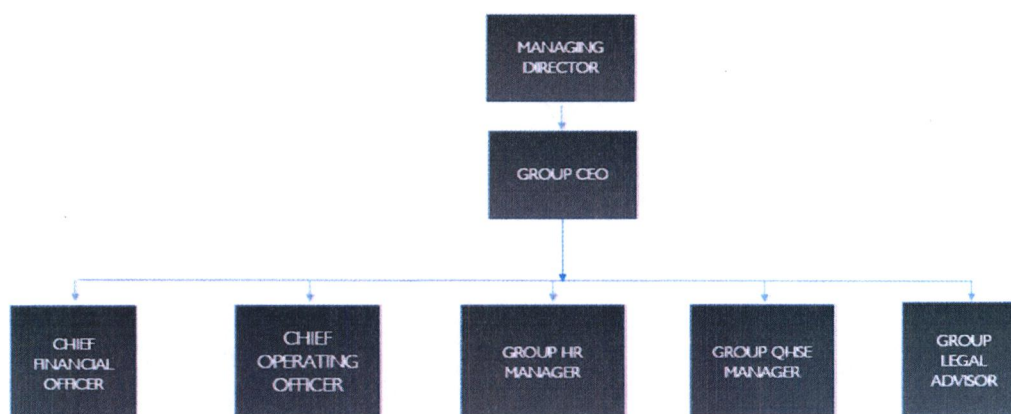 MANAGING
DIRECTOR
GROUP CEO
CHIEF
FINANCIAL
OFFICER
CHIEF
OPERATING
OFFICER
GROUP HR
MANAGER
GROUP QHSE
MANAGER
GROUP
LEGAL
ADVISOR